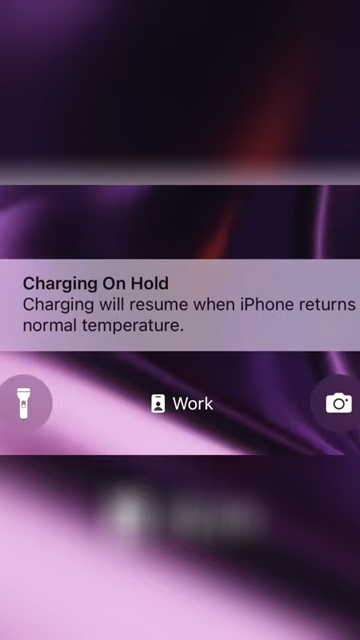 Charging On Hold
Charging will resume when iPhone returns
normal temperature.
Work